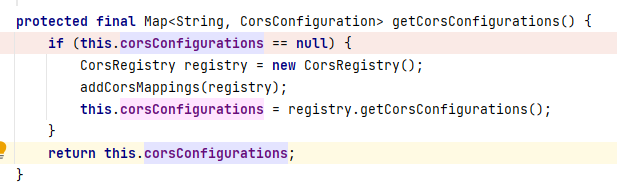 protected final Map<String, CorsConfiguration> getCorsConfigurations() {
    if (this.corsConfigurations == null) {
        CorsRegistry registry = new CorsRegistry();
        addCorsMappings(registry);
        this.corsConfigurations = registry.getCorsConfigurations();
    }
    return this.corsConfigurations;
}